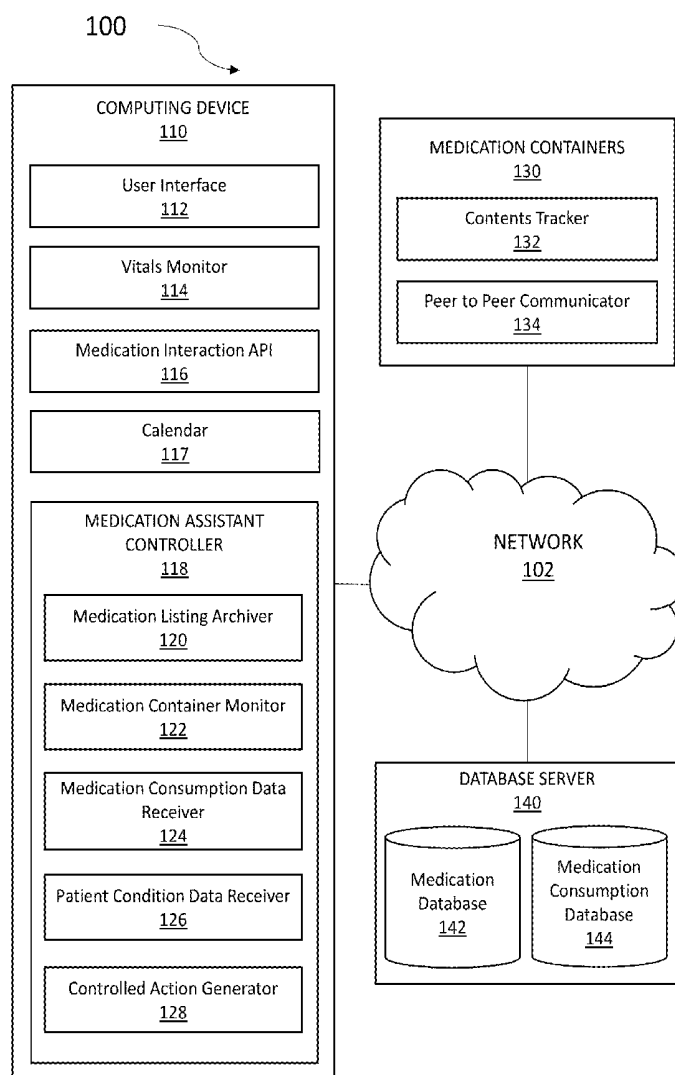 100
COMPUTING DEVICE
110
User Interface
112
Vitals Monitor
114
Medication Interaction API
116
Calendar
117
MEDICATION ASSISTANT
CONTROLLER
118
Medication Listing Archiver
120
Medication Container Monitor
122
Medication Consumption Data
Receiver
124
Patient Condition Data Receiver
126
Controlled Action Generator
128
MEDICATION CONTAINERS
130
Contents Tracker
132
Peer to Peer Communicator
134
NETWORK
102
DATABASE SERVER
140
Medication
Database
142
Medication
Consumption
Database
144